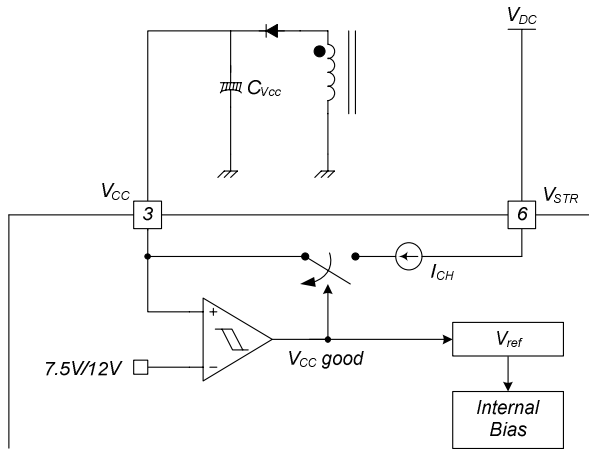 V_DC
C_Vcc
V_CC
3
6
V_STR
I_CH
+
7.5V/12V
−
V_CC good
V_ref
Internal
Bias